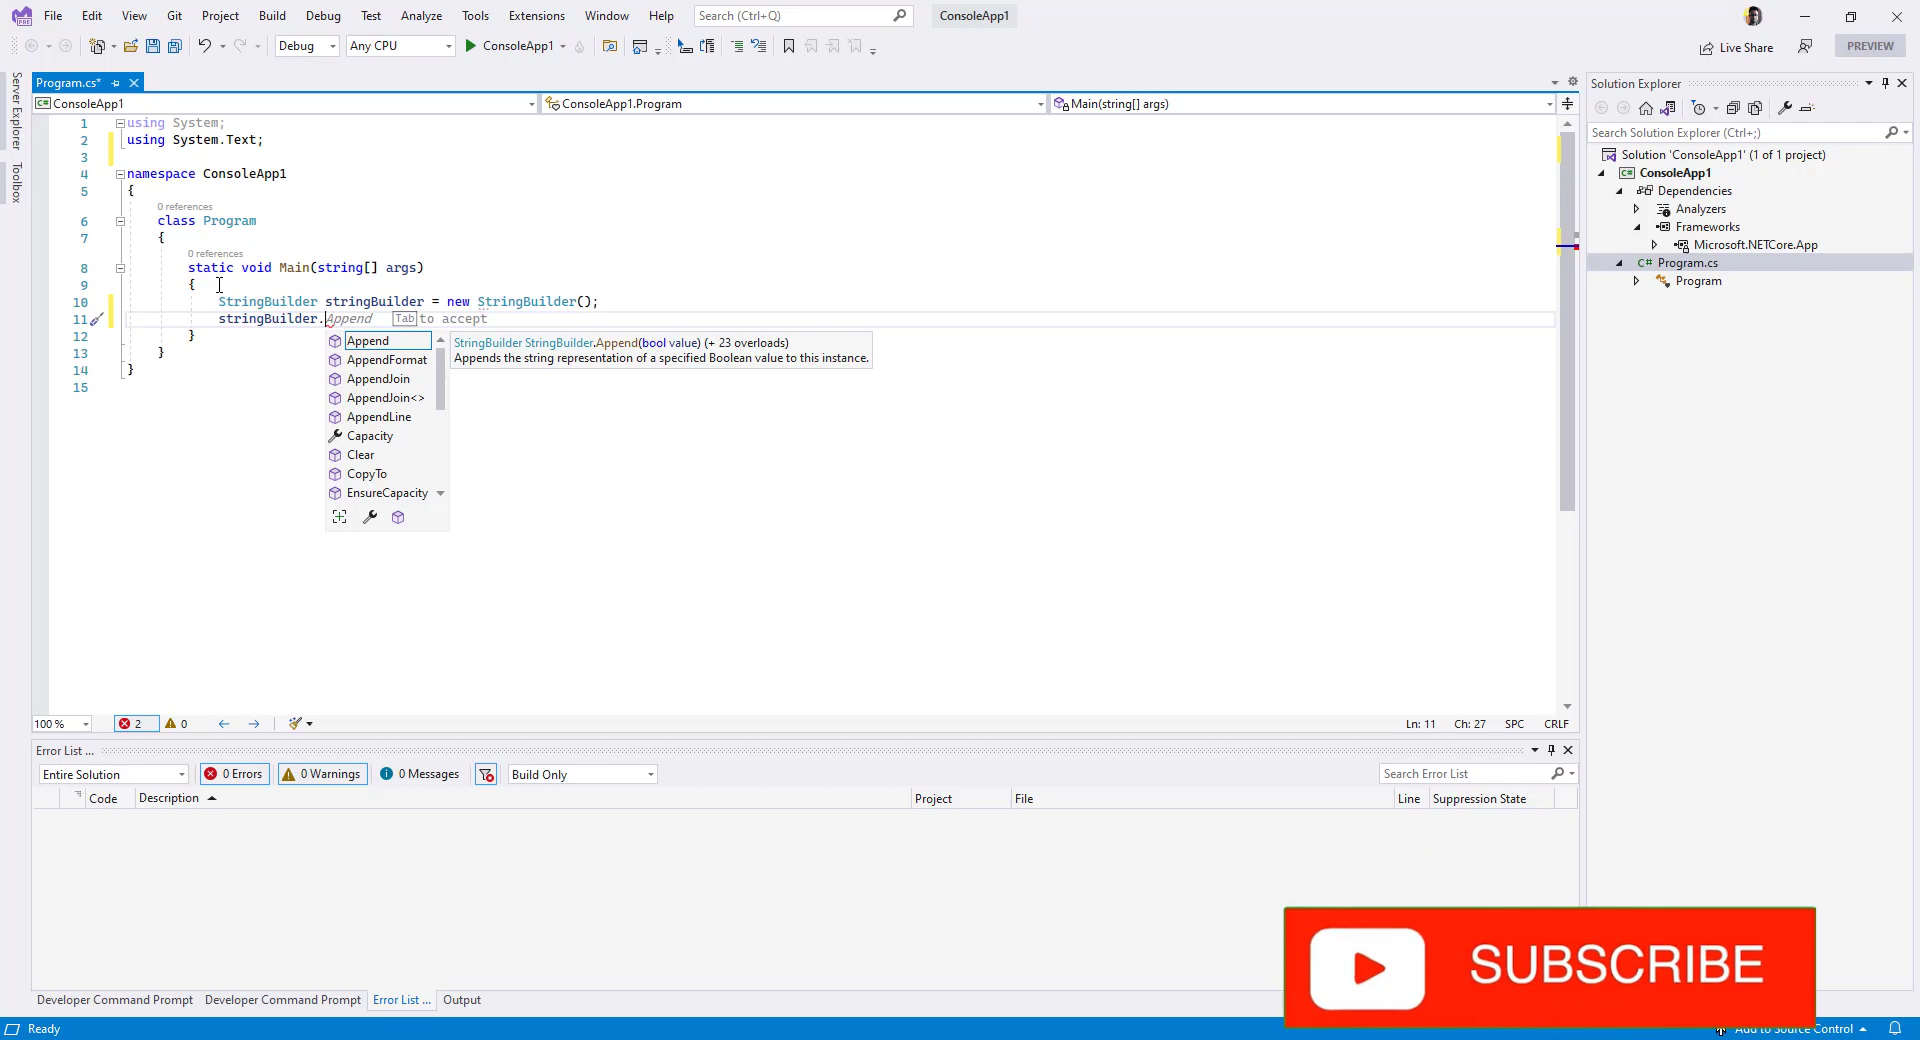 File Edit View Git Project Build Debug Test Analyze Tools Extensions Window Help Search (Ctrl+Q) ConsoleApp1
PRE
Debug Any CPU ConsoleApp1 Live Share PREVIEW
Server Explorer
Toolbox
Program.cs*
ConsoleApp1 ConsoleApp1.Program Main(string[] args)
1 using System;
2 using System.Text;
3
4 namespace ConsoleApp1
5 {
0 references
6 class Program
7 {
0 references
8 static void Main(string[] args)
9 {
10 StringBuilder stringBuilder = new StringBuilder();
11 stringBuilder.Append Tab to accept
12 }
13 }
14 }
15
Append
AppendFormat
AppendJoin
AppendJoin<>
AppendLine
Capacity
Clear
CopyTo
EnsureCapacity
StringBuilder StringBuilder.Append(bool value) (+ 23 overloads)
Appends the string representation of a specified Boolean value to this instance.
100 % 2 0 Ln: 11 Ch: 27 SPC CRLF
Error List ...
Entire Solution 0 Errors 0 Warnings 0 Messages Build Only Search Error List
Code Description Project File Line Suppression State
Developer Command Prompt Developer Command Prompt Error List ... Output
Ready Add to Source Control
Solution Explorer
Search Solution Explorer (Ctrl+;)
Solution 'ConsoleApp1' (1 of 1 project)
C# ConsoleApp1
Dependencies
Analyzers
Frameworks
Microsoft.NETCore.App
C# Program.cs
Program
SUBSCRIBE